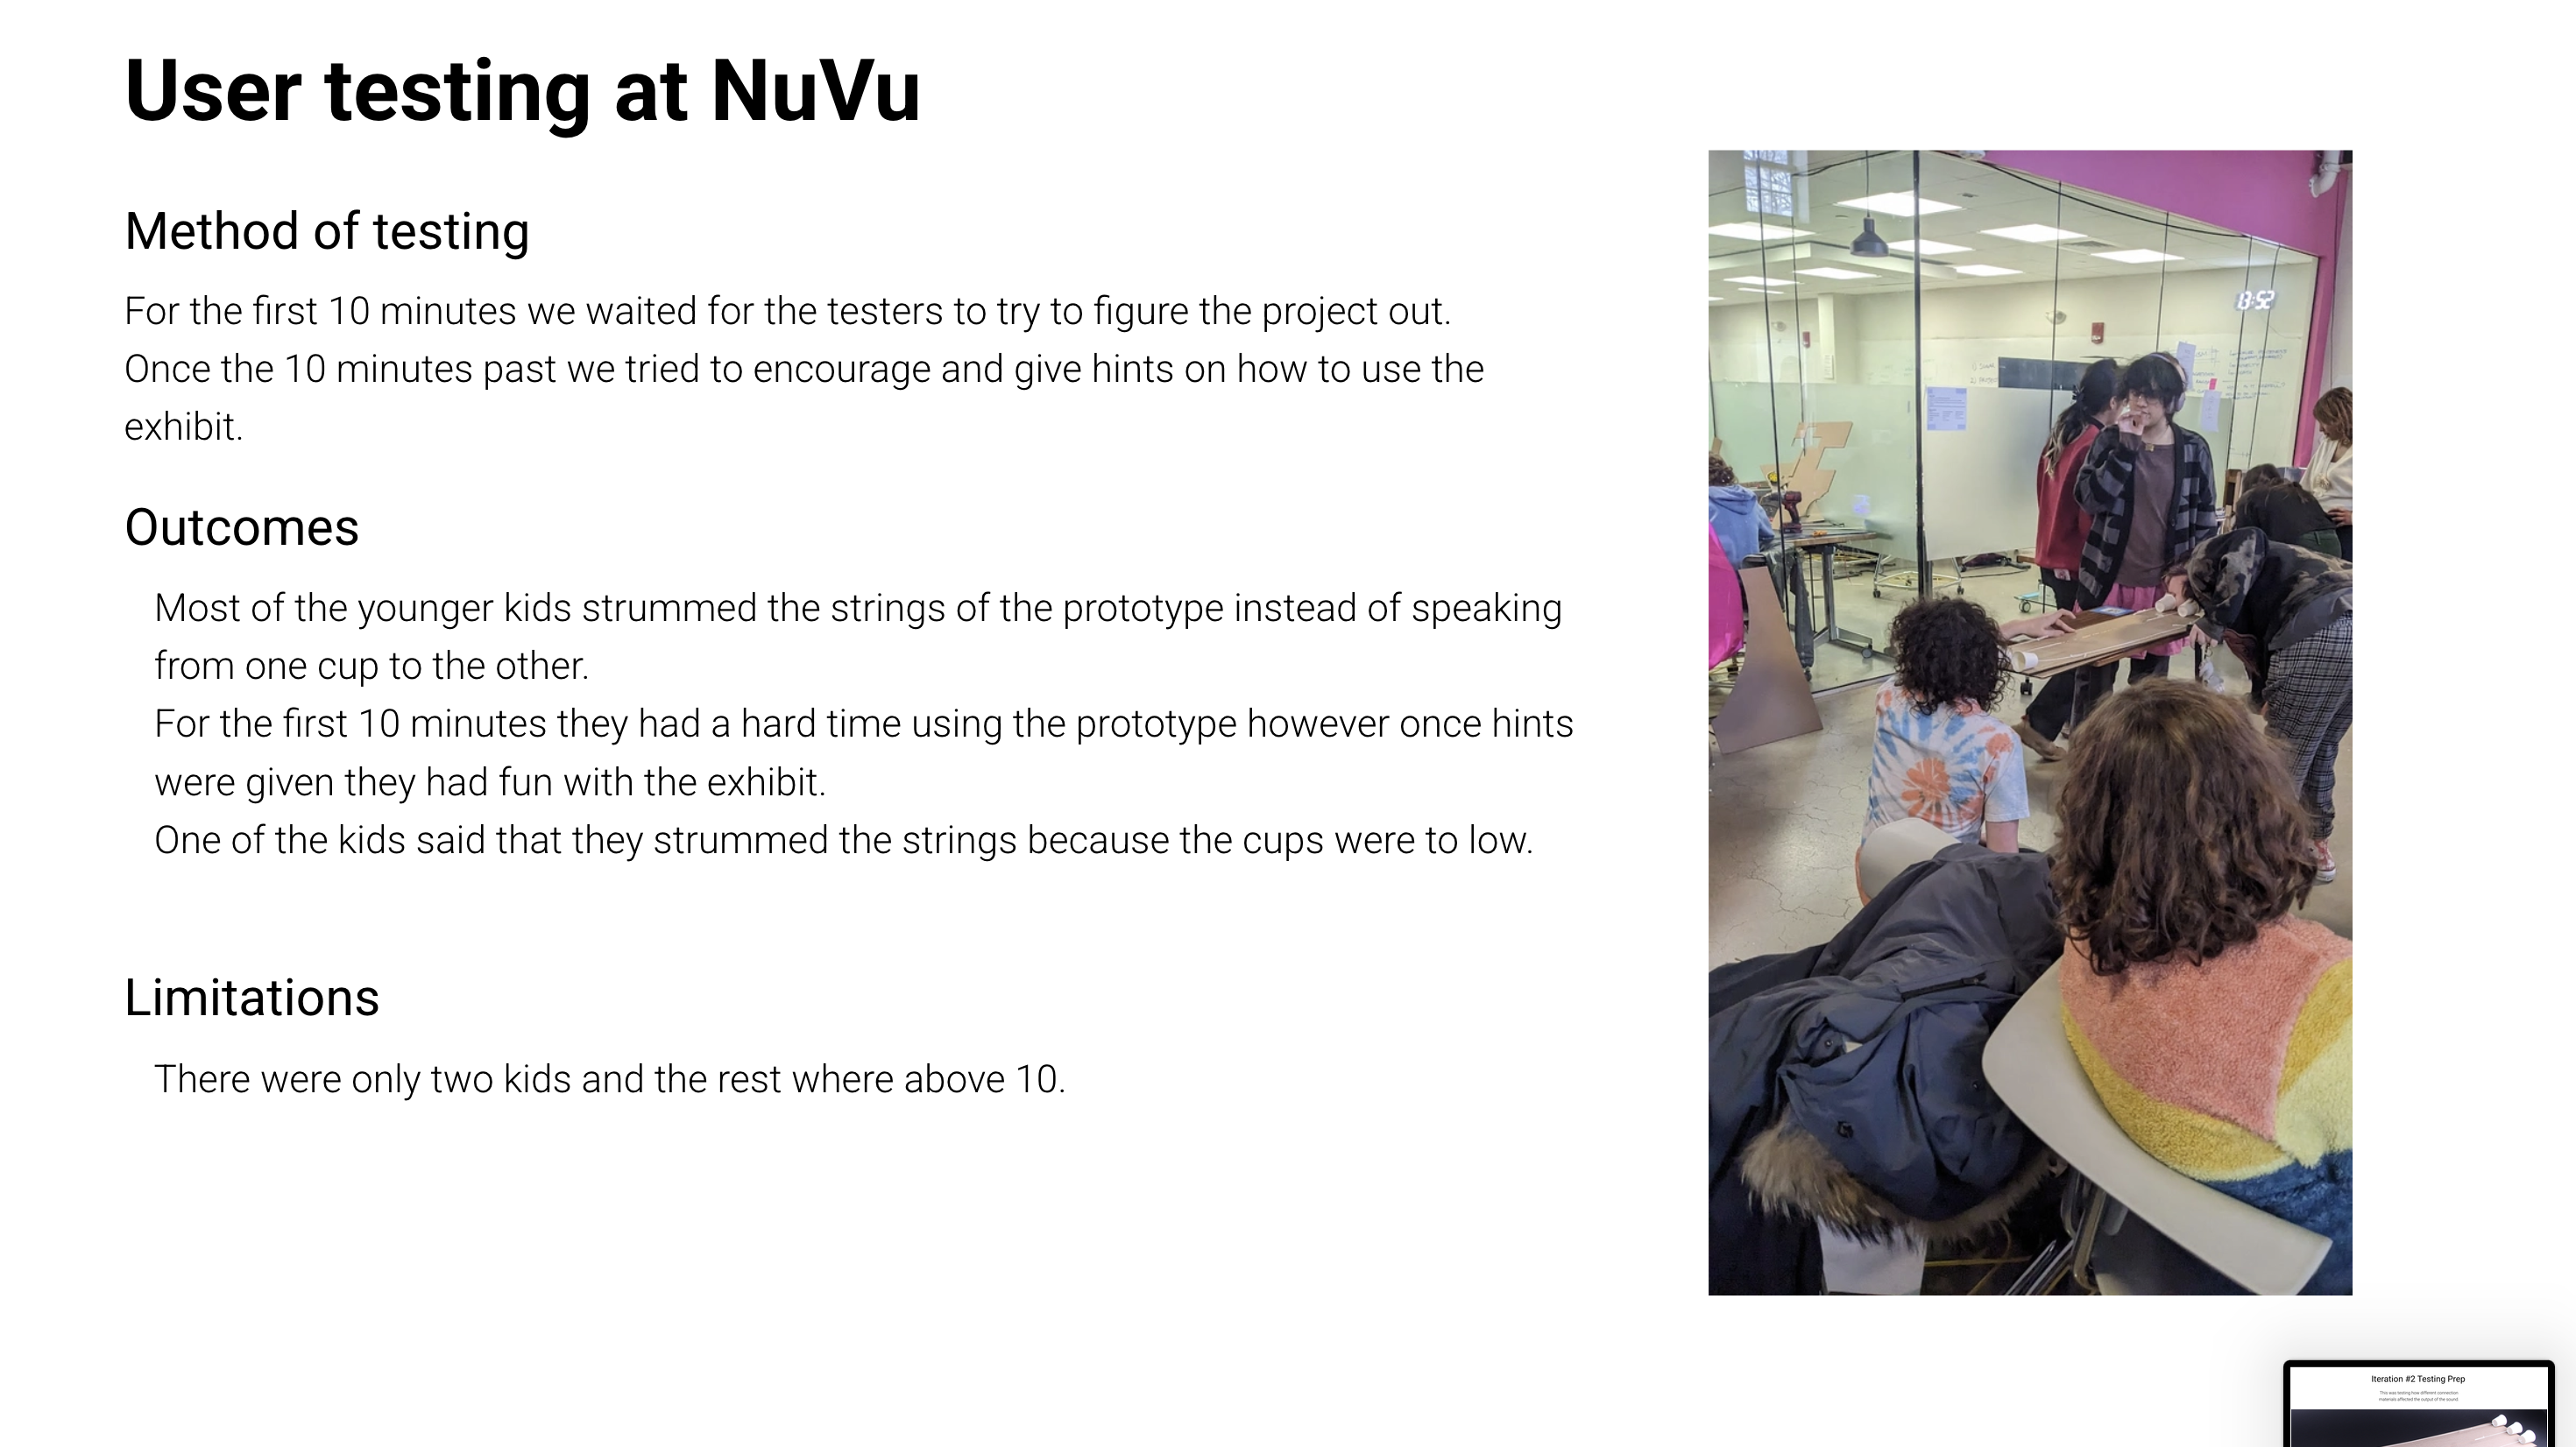 User testing at NuVu
Method of testing
For the first 10 minutes we waited for the testers to try to figure the project out.
Once the 10 minutes past we tried to encourage and give hints on how to use the
exhibit.
Outcomes
Most of the younger kids strummed the strings of the prototype instead of speaking
from one cup to the other.
For the first 10 minutes they had a hard time using the prototype however once hints
were given they had fun with the exhibit.
One of the kids said that they strummed the strings because the cups were to low.
Limitations
There were only two kids and the rest where above 10.
13:52
Iteration #2 Testing Prep
This was testing how different connection
materials affected the output of the sound